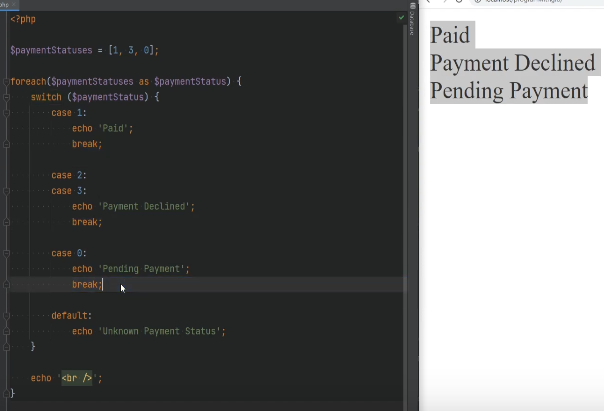 php
<?php
$paymentStatuses = [1, 3, 0];
foreach($paymentStatuses as $paymentStatus) {
switch ($paymentStatus) {
case 1:
echo 'Paid';
break;
case 2:
case 3:
echo 'Payment Declined';
break;
case 0:
echo 'Pending Payment';
break;
default:
echo 'Unknown Payment Status';
}
echo '<br />';
}
Database
Paid
Payment Declined
Pending Payment